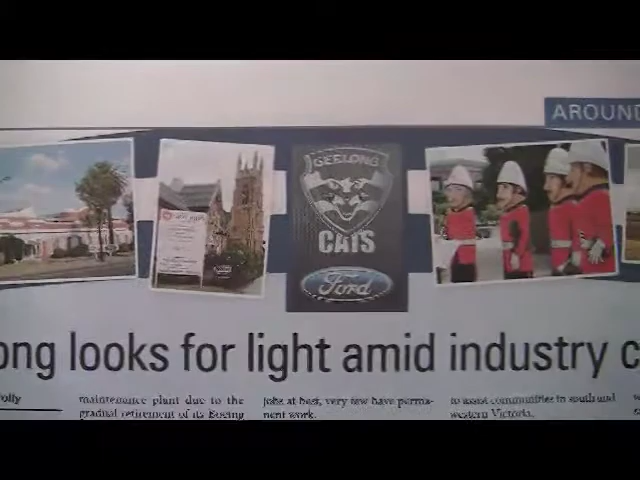 AROUND
GEELONG
CATS
Ford
ong looks for light amid industry c
olly
maintenance plant due to the
gradual retirement of its Boeing
jobs at best, very few have perma-
nent work.
to assist communities in south and
western Victoria.